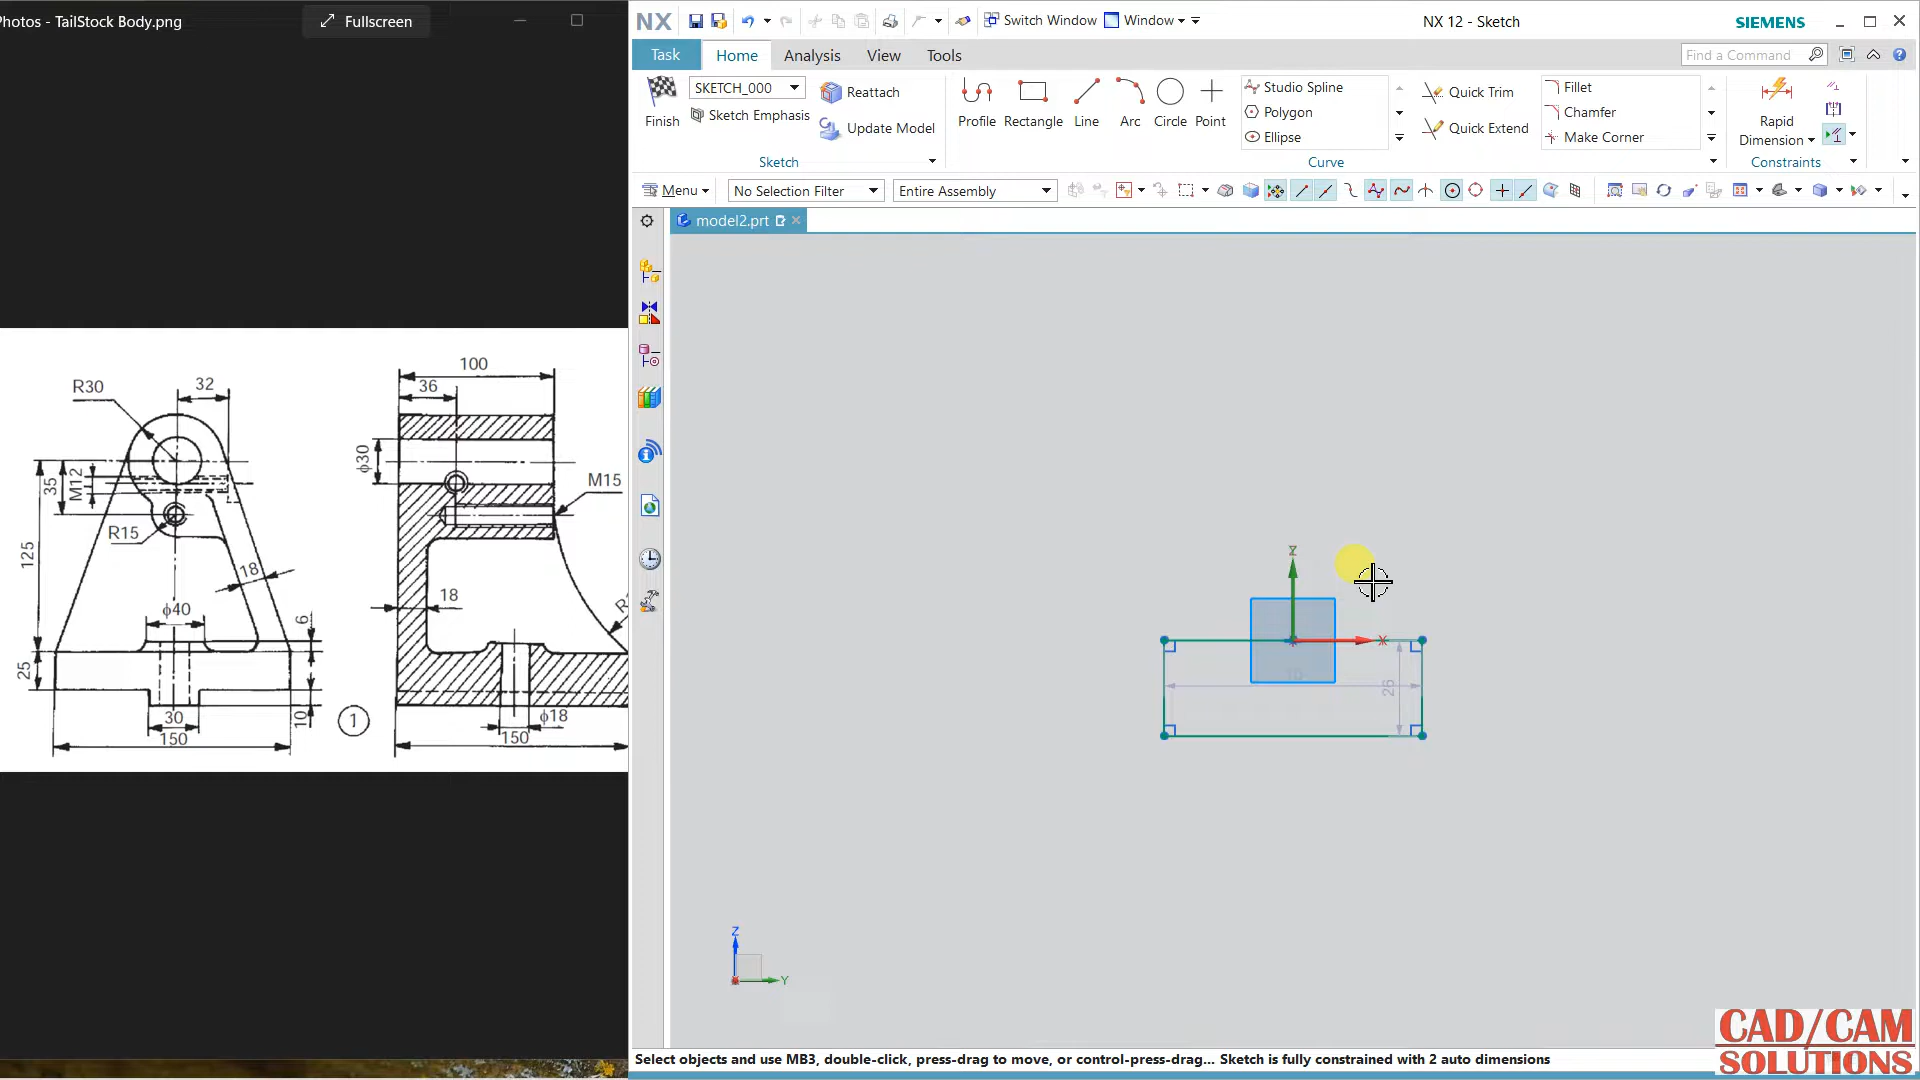 Photos - TailStock Body.png
Fullscreen
NX
Switch Window
Window
NX 12 - Sketch
SIEMENS
Task
Home
Analysis
View
Tools
Find a Command
SKETCH_000
Reattach
Sketch Emphasis
Update Model
Finish
Profile
Rectangle
Line
Arc
Circle
Point
Studio Spline
Polygon
Ellipse
Quick Trim
Quick Extend
Fillet
Chamfer
Make Corner
Rapid
Dimension
Sketch
Curve
Constraints
Menu
No Selection Filter
Entire Assembly
model2.prt
R30
32
35
M12
R15
125
18
ϕ40
6
25
30
10
150
1
100
36
ϕ30
M15
18
R
ϕ18
150
X
26
Z
Y
Select objects and use MB3, double-click, press-drag to move, or control-press-drag... Sketch is fully constrained with 2 auto dimensions
CAD/CAM
SOLUTIONS